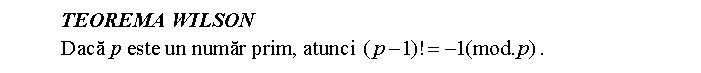 TEOREMA WILSON
Dacă p este un număr prim, atunci (p−1)!=−1(mod.p).